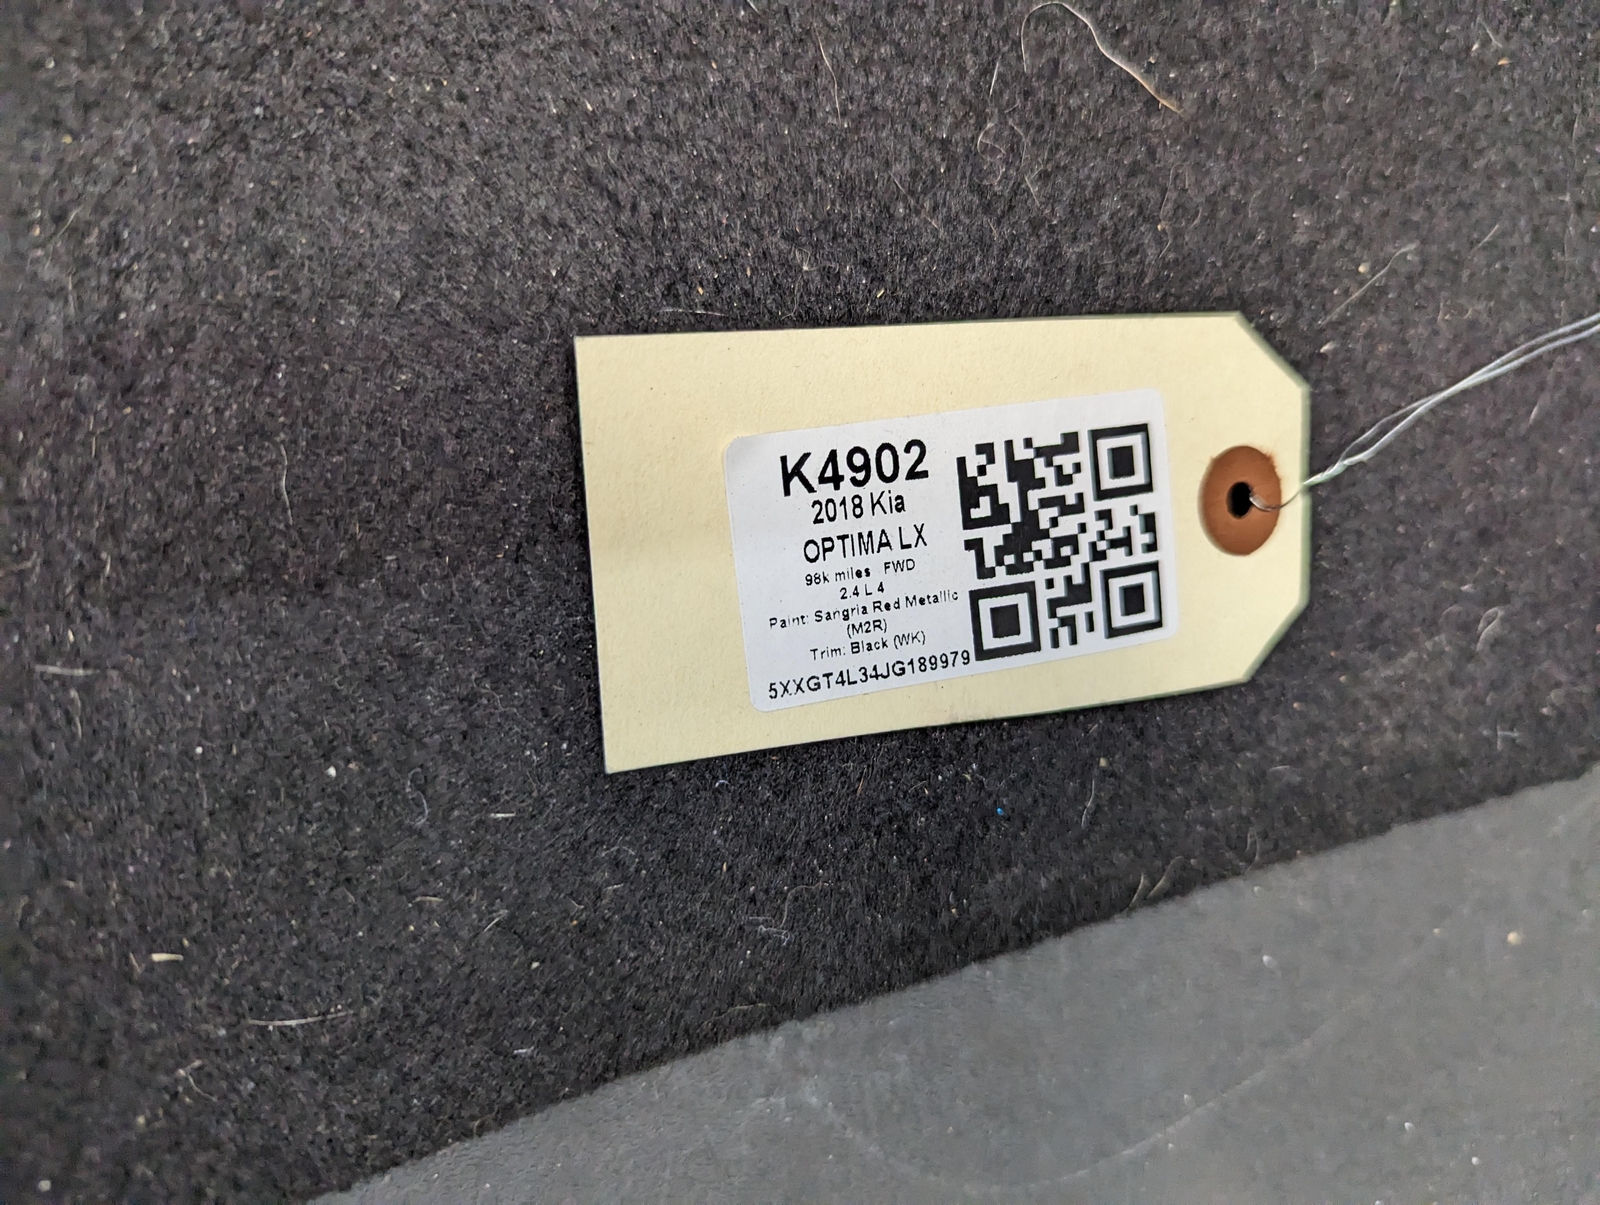 K4902
2018 Kia
OPTIMA LX
98k miles FWD
2.4 L 4
Paint: Sangria Red Metallic
(M2R)
Trim: Black (WK)
5XXGT4L34JG189979